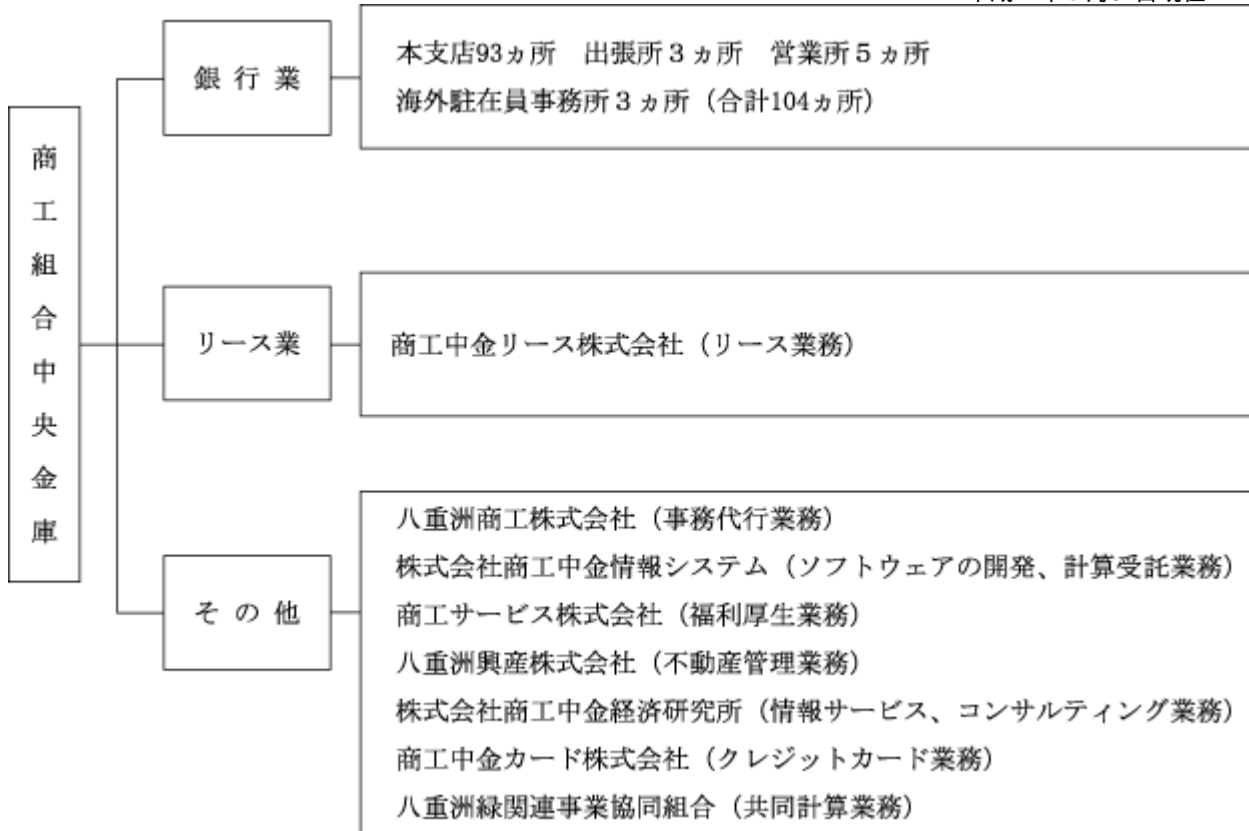 商工組合中央金庫
銀行業
本支店93ヵ所 出張所3ヵ所 営業所5ヵ所
海外駐在員事務所3ヵ所（合計104ヵ所）
リース業
商工中金リース株式会社（リース業務）
その他
八重洲商工株式会社（事務代行業務）
株式会社商工中金情報システム（ソフトウェアの開発、計算受託業務）
商工サービス株式会社（福利厚生業務）
八重洲興産株式会社（不動産管理業務）
株式会社商工中金経済研究所（情報サービス、コンサルティング業務）
商工中金カード株式会社（クレジットカード業務）
八重洲緑関連事業協同組合（共同計算業務）